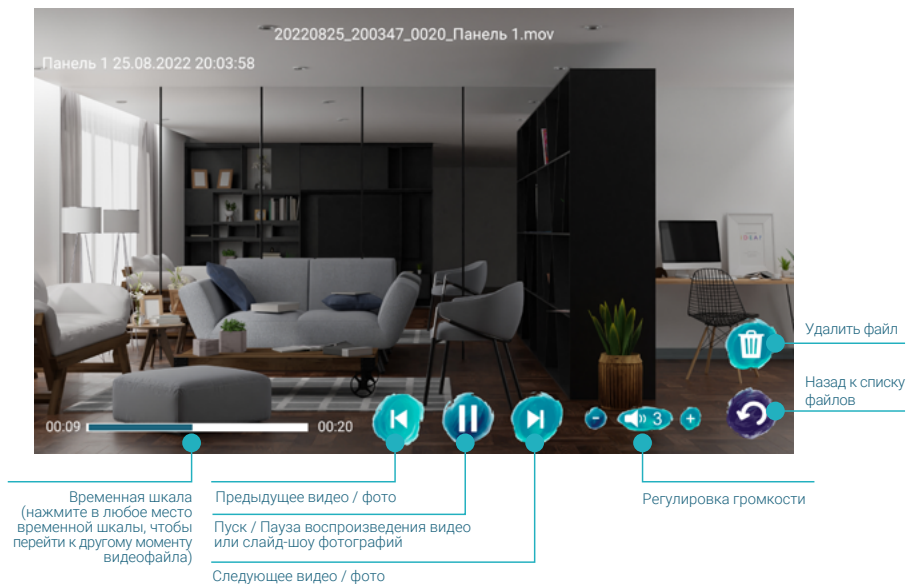 20220825_200347_0020_Панель 1.mov
Панель 1 25.08.2022 20:03:58
Удалить файл
Назад к списку
файлов
00:09
00:20
3
Временная шкала
(нажмите в любое место
временной шкалы, чтобы
перейти к другому моменту
видеофайла)
Предыдущее видео / фото
Пуск / Пауза воспроизведения видео
или слайд-шоу фотографий
Следующее видео / фото
Регулировка громкости